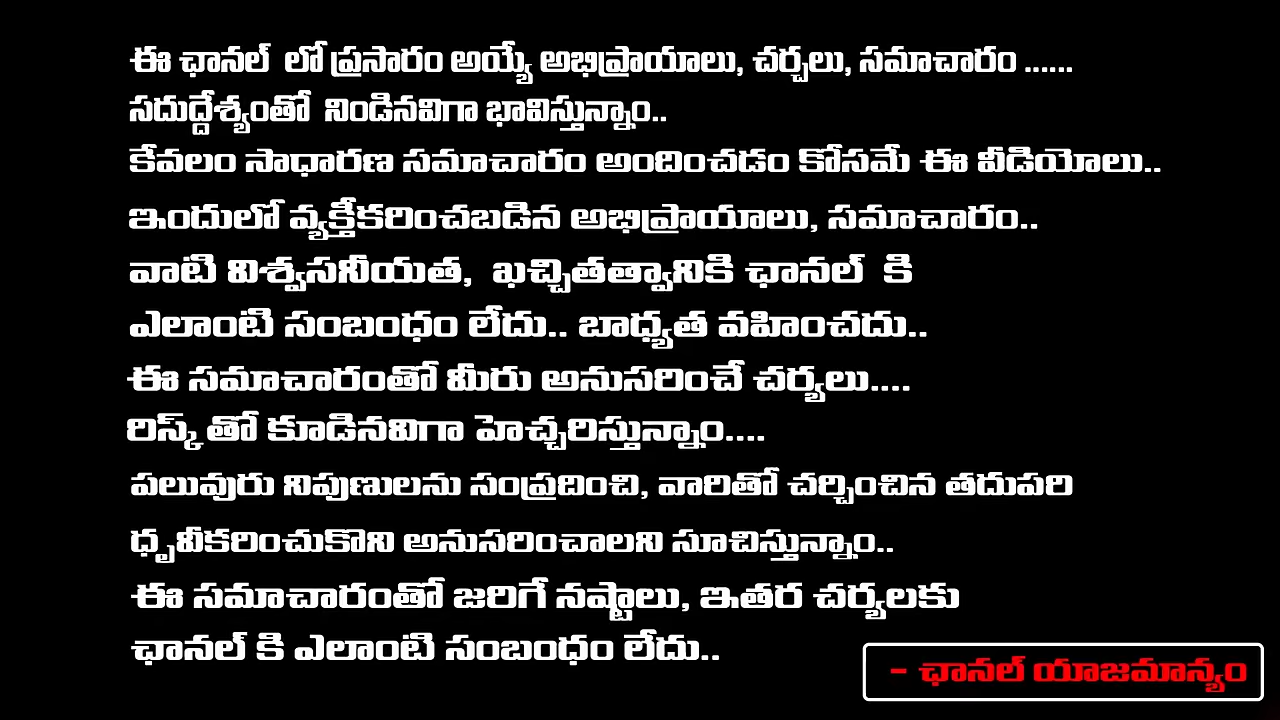 ఈ ఛానల్ లో ప్రసారం అయ్యే అభిప్రాయాలు, చర్చలు, సమాచారం ......
సదుద్దేశ్యంతో నిండినవిగా భావిస్తున్నాం..
కేవలం సాధారణ సమాచారం అందించడం కోసమే ఈ వీడియోలు..
ఇందులో వ్యక్తీకరించబడిన అభిప్రాయాలు, సమాచారం..
వాటి విశ్వసనీయత, ఖచ్చితత్వానికి ఛానల్ కి
ఎలాంటి సంబంధం లేదు.. బాధ్యత వహించదు..
ఈ సమాచారంతో మీరు అనుసరించే చర్యలు....
రిస్క్ తో కూడినవిగా హెచ్చరిస్తున్నాం....
పలువురు నిపుణులను సంప్రదించి, వారితో చర్చించిన తదుపరి
ధృవీకరించుకొని అనుసరించాలని సూచిస్తున్నాం..
ఈ సమాచారంతో జరిగే నష్టాలు, ఇతర చర్యలకు
ఛానల్ కి ఎలాంటి సంబంధం లేదు..
- ఛానల్ యాజమాన్యం